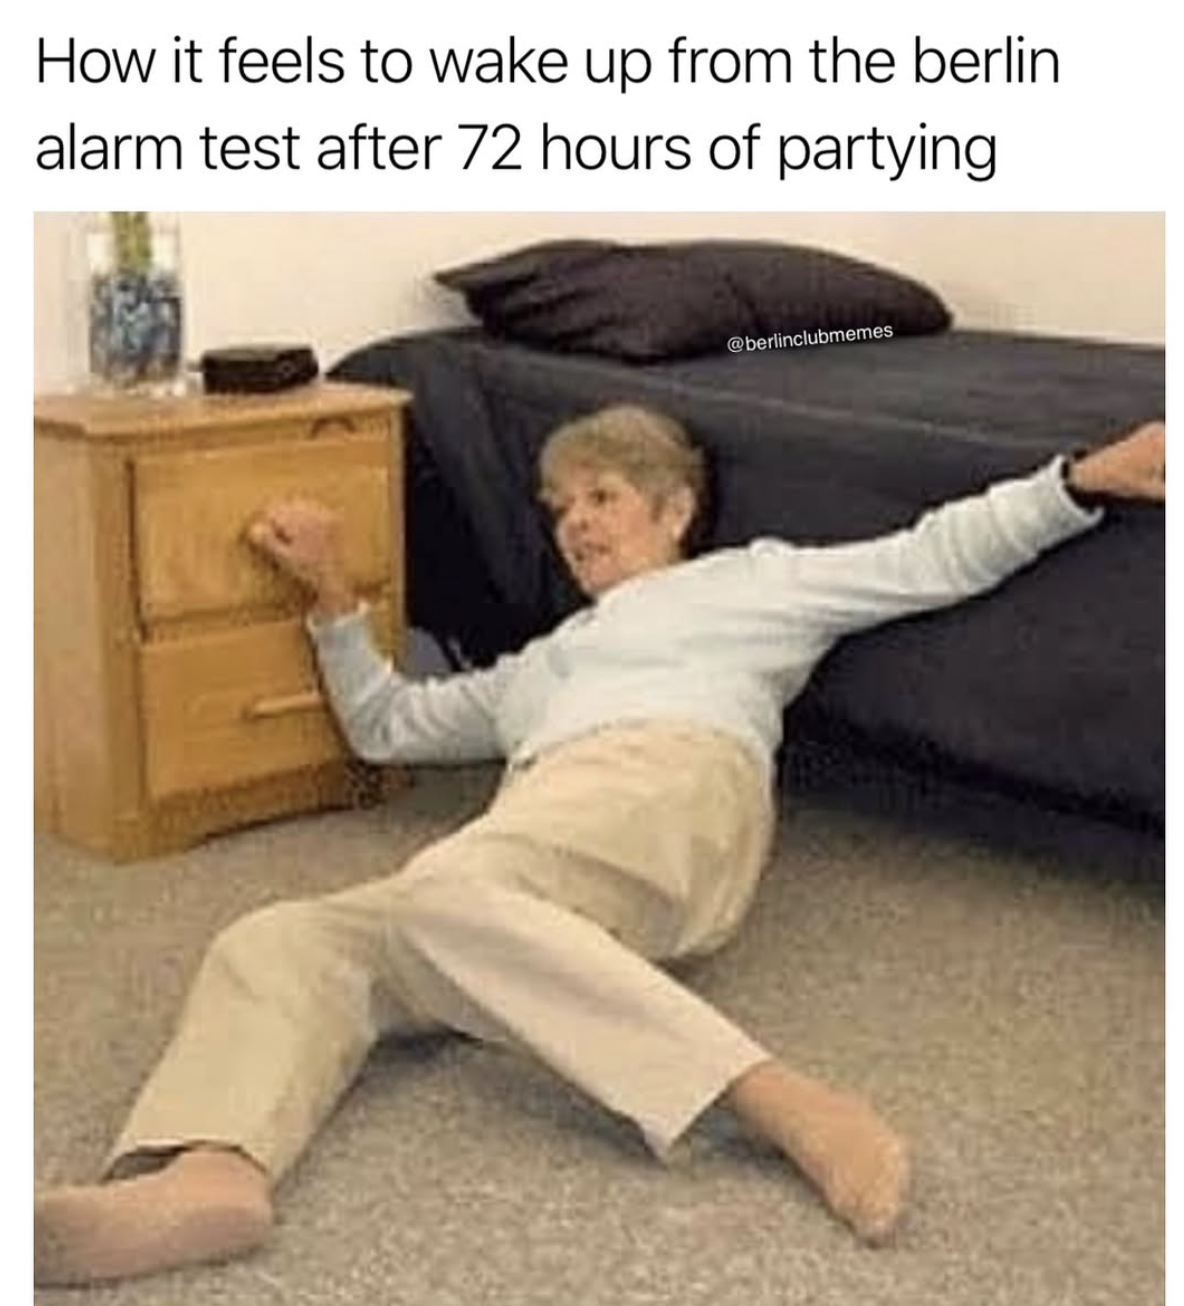 How it feels to wake up from the berlin
alarm test after 72 hours of partying
@berlinclubmemes